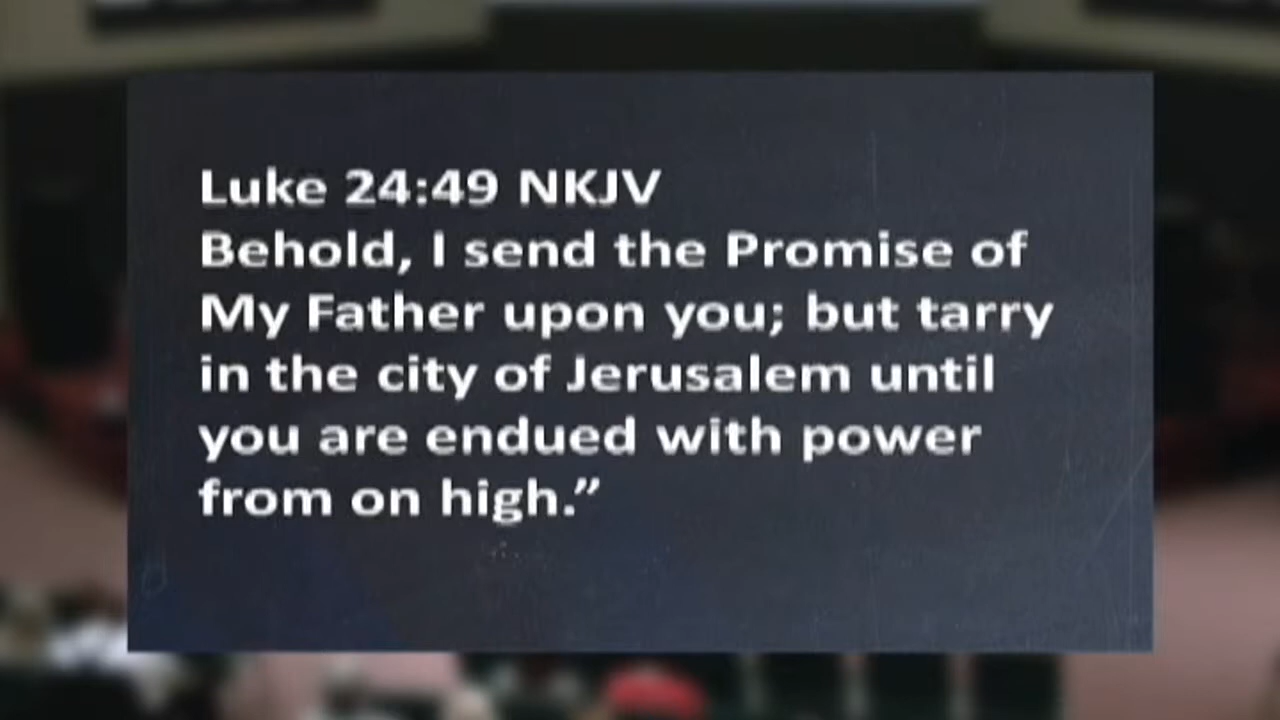 Luke 24:49 NKJV
Behold, I send the Promise of
My Father upon you; but tarry
in the city of Jerusalem until
you are endued with power
from on high.”